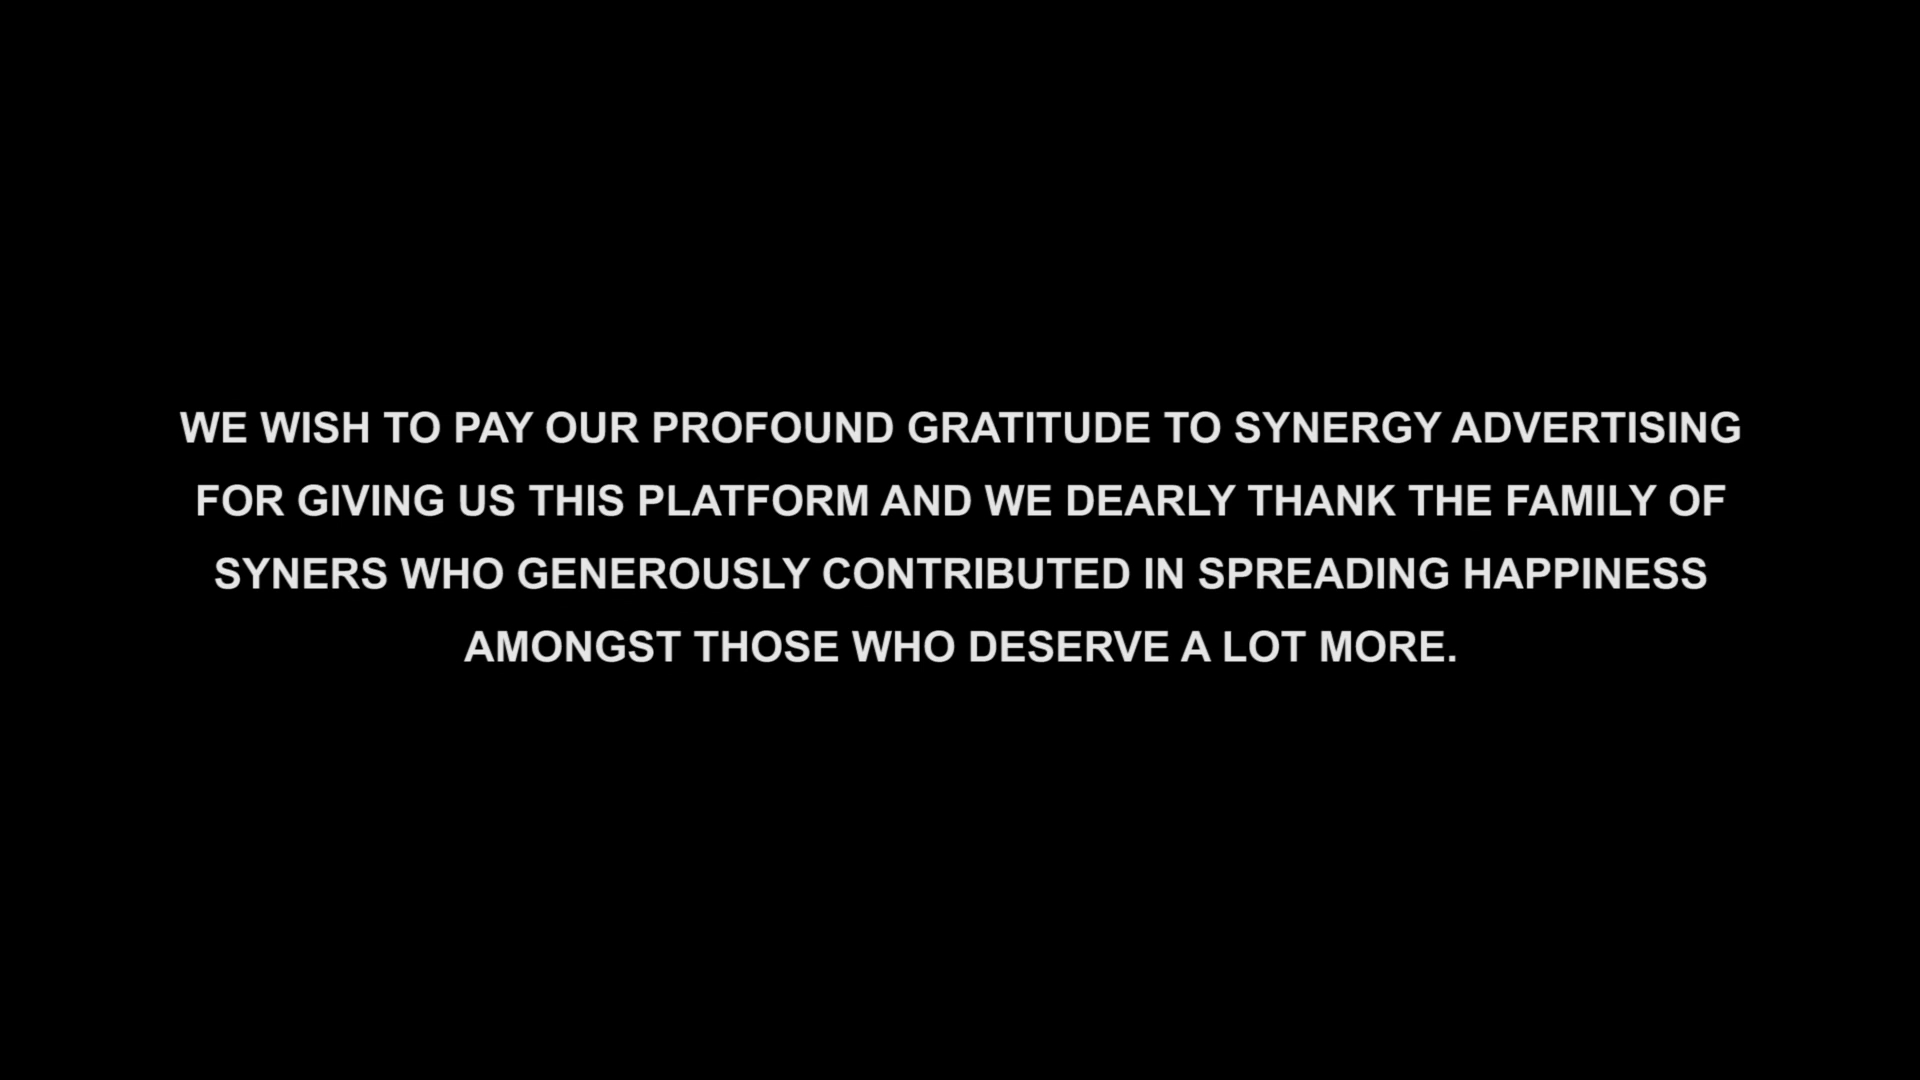 WE WISH TO PAY OUR PROFOUND GRATITUDE TO SYNERGY ADVERTISING
FOR GIVING US THIS PLATFORM AND WE DEARLY THANK THE FAMILY OF
SYNERS WHO GENEROUSLY CONTRIBUTED IN SPREADING HAPPINESS
AMONGST THOSE WHO DESERVE A LOT MORE.